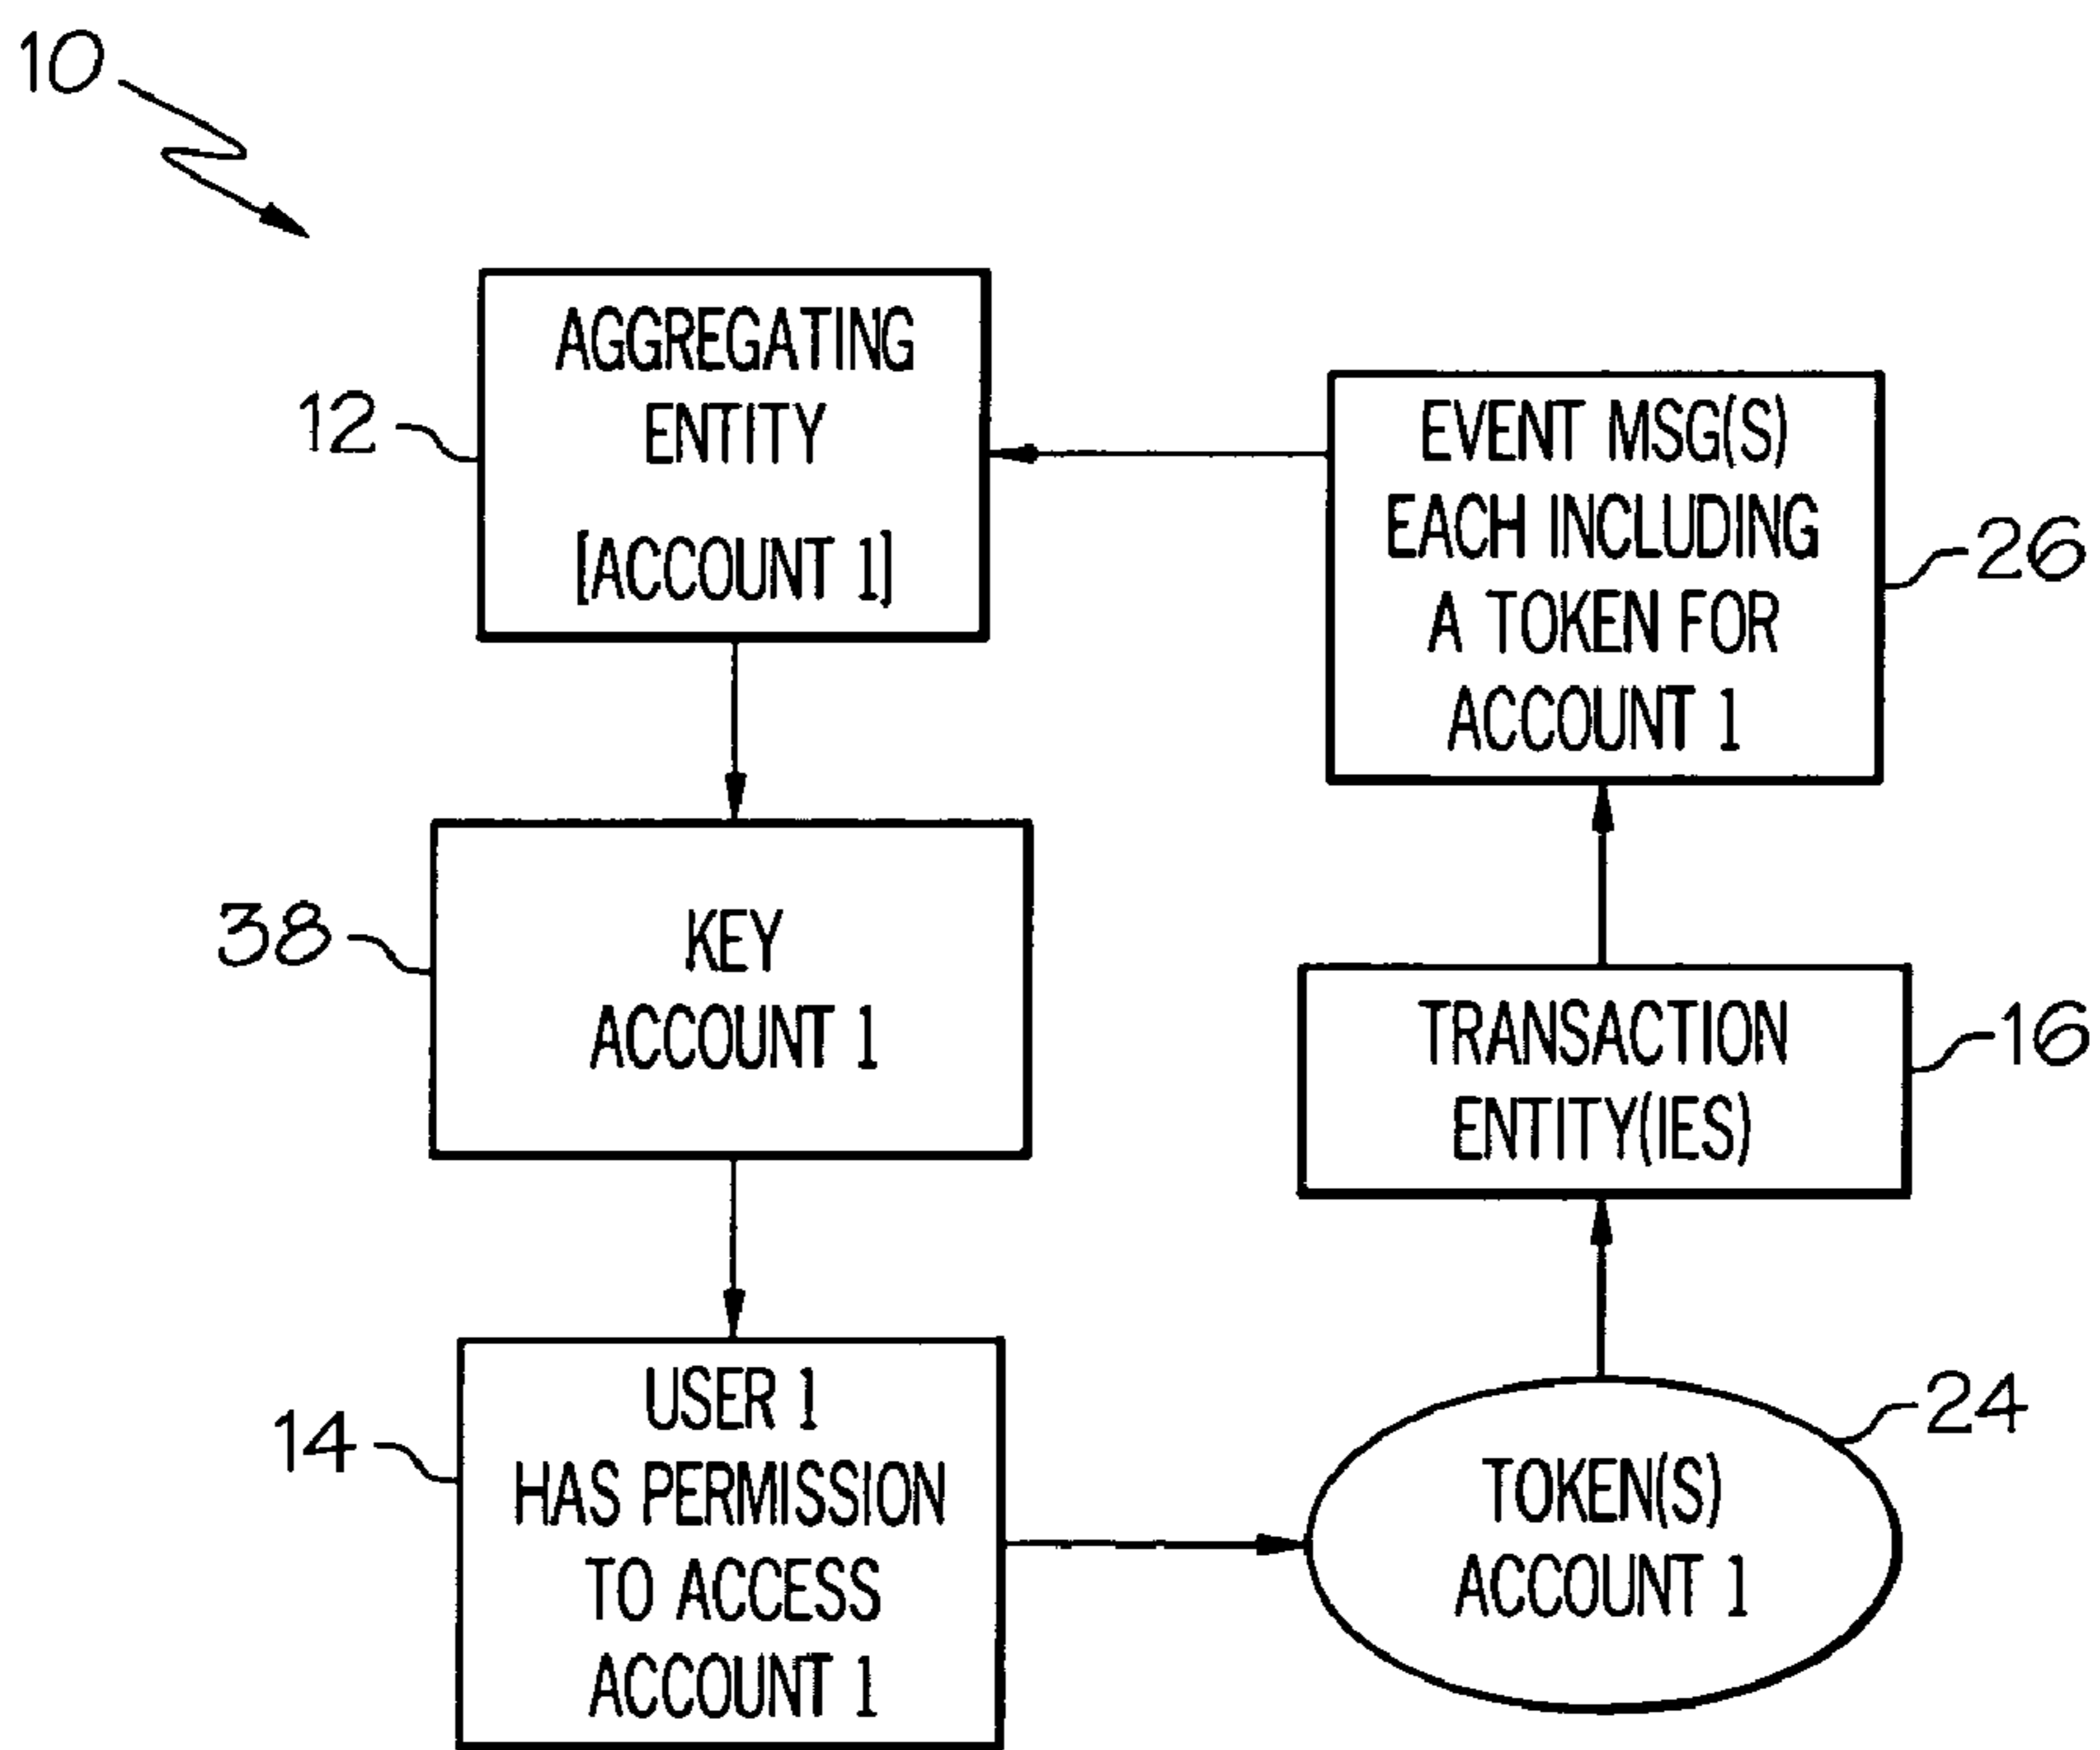 10
AGGREGATING
ENTITY
[ACCOUNT 1]
12
EVENT MSG(S)
EACH INCLUDING
A TOKEN FOR
ACCOUNT 1
26
KEY
ACCOUNT 1
38
TRANSACTION
ENTITY(IES)
16
USER 1
HAS PERMISSION
TO ACCESS
ACCOUNT 1
14
TOKEN(S)
ACCOUNT 1
24